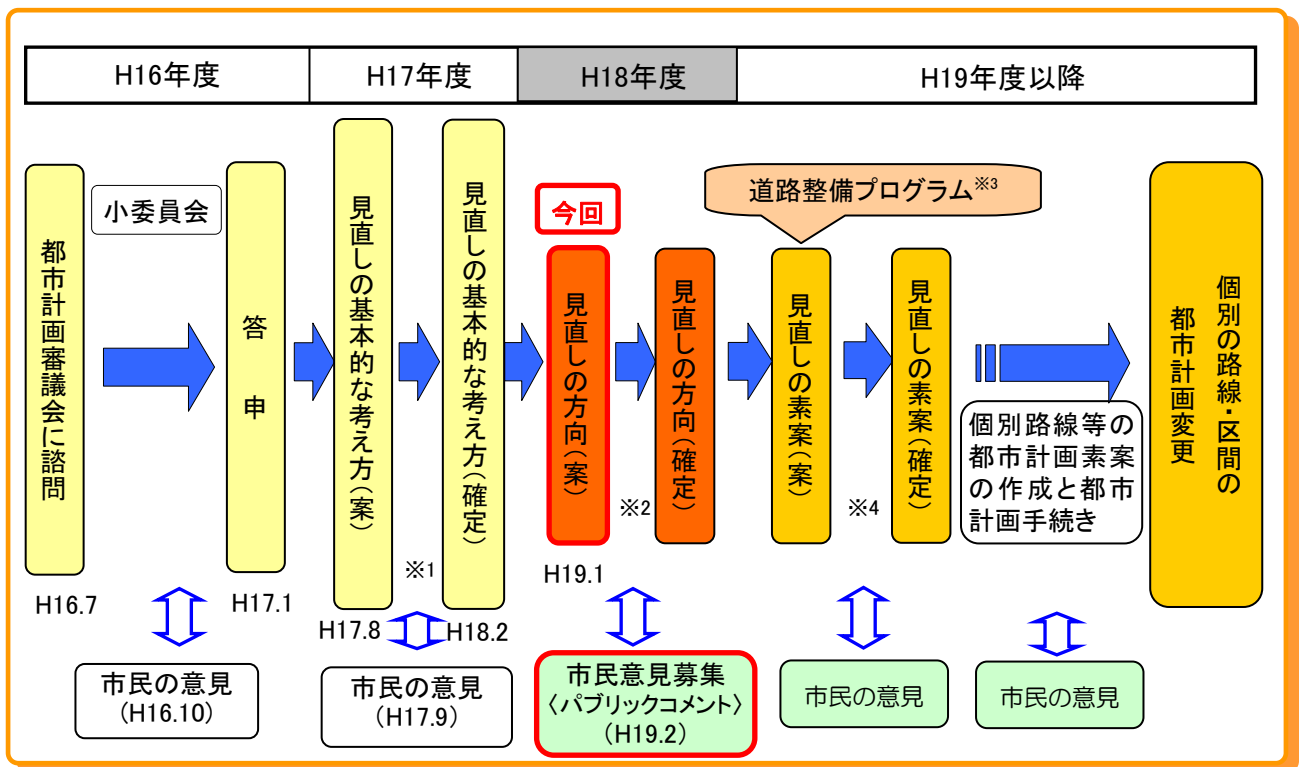 H16年度
H17年度
H18年度
H19年度以降
都市計画審議会に諮問
小委員会
答申
見直しの基本的な考え方(案)
見直しの基本的な考え方(確定)
今回
見直しの方向(案)
見直しの方向(確定)
道路整備プログラム※3
見直しの素案(案)
見直しの素案(確定)
個別路線等の
都市計画素案
の作成と都市
計画手続き
個別の路線・区間の
都市計画変更
※1
※2
※4
H16.7
H17.1
H17.8
H18.2
H19.1
市民の意見
(H16.10)
市民の意見
(H17.9)
市民意見募集
〈パブリックコメント〉
(H19.2)
市民の意見
市民の意見